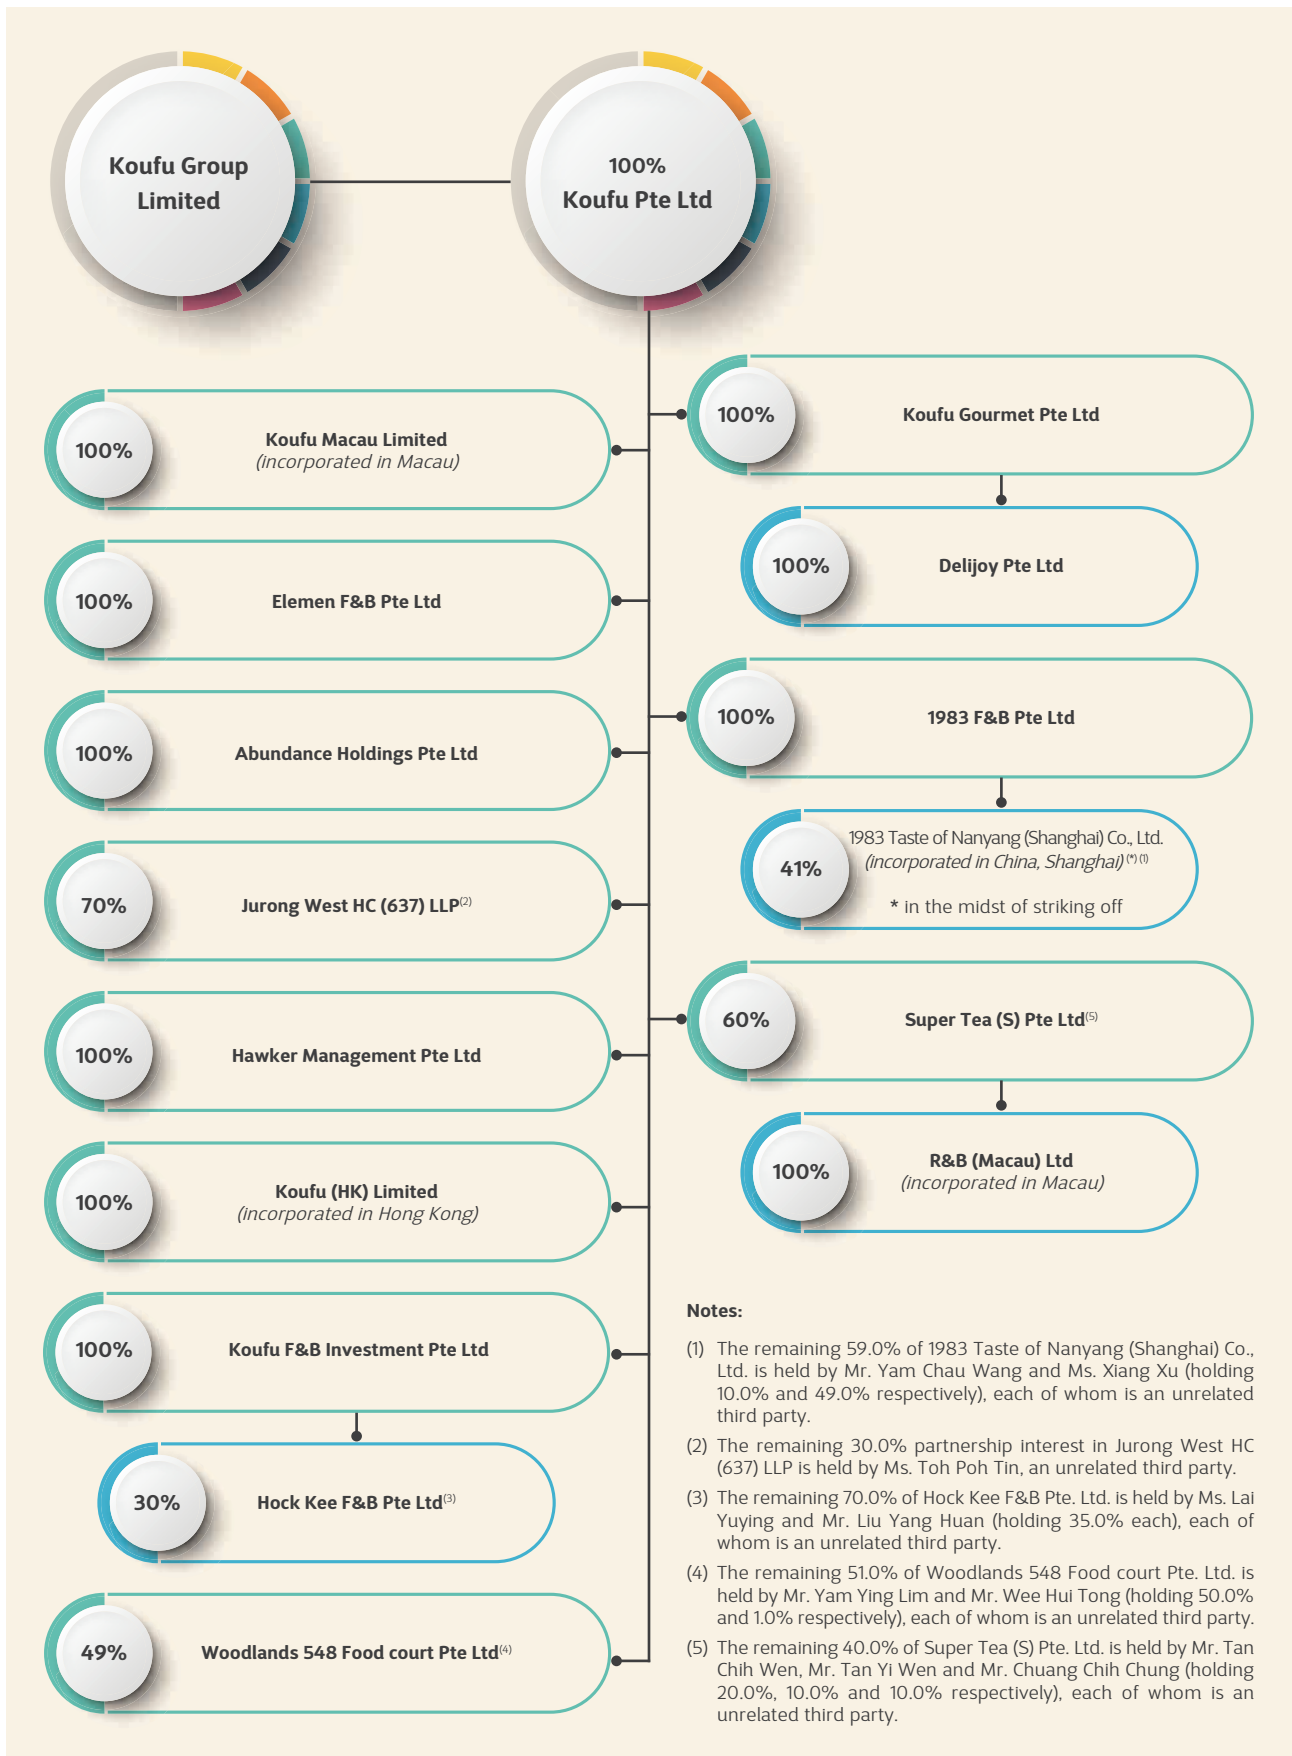 Koufu Group
Limited
100%
Koufu Pte Ltd
100%
Koufu Macau Limited
(incorporated in Macau)
100%
Elemen F&B Pte Ltd
100%
Abundance Holdings Pte Ltd
70%
Jurong West HC (637) LLP(2)
100%
Hawker Management Pte Ltd
100%
Koufu (HK) Limited
(incorporated in Hong Kong)
100%
Koufu F&B Investment Pte Ltd
30%
Hock Kee F&B Pte Ltd(3)
49%
Woodlands 548 Food court Pte Ltd(4)
100%
Koufu Gourmet Pte Ltd
100%
Delijoy Pte Ltd
100%
1983 F&B Pte Ltd
41%
1983 Taste of Nanyang (Shanghai) Co., Ltd.
(incorporated in China, Shanghai) (*) (1)
* in the midst of striking off
60%
Super Tea (S) Pte Ltd(5)
100%
R&B (Macau) Ltd
(incorporated in Macau)
Notes:
(1) The remaining 59.0% of 1983 Taste of Nanyang (Shanghai) Co.,
Ltd. is held by Mr. Yam Chau Wang and Ms. Xiang Xu (holding
10.0% and 49.0% respectively), each of whom is an unrelated
third party.
(2) The remaining 30.0% partnership interest in Jurong West HC
(637) LLP is held by Ms. Toh Poh Tin, an unrelated third party.
(3) The remaining 70.0% of Hock Kee F&B Pte. Ltd. is held by Ms. Lai
Yuying and Mr. Liu Yang Huan (holding 35.0% each), each of
whom is an unrelated third party.
(4) The remaining 51.0% of Woodlands 548 Food court Pte. Ltd. is
held by Mr. Yam Ying Lim and Mr. Wee Hui Tong (holding 50.0%
and 1.0% respectively), each of whom is an unrelated third party.
(5) The remaining 40.0% of Super Tea (S) Pte. Ltd. is held by Mr. Tan
Chih Wen, Mr. Tan Yi Wen and Mr. Chuang Chih Chung (holding
20.0%, 10.0% and 10.0% respectively), each of whom is an
unrelated third party.